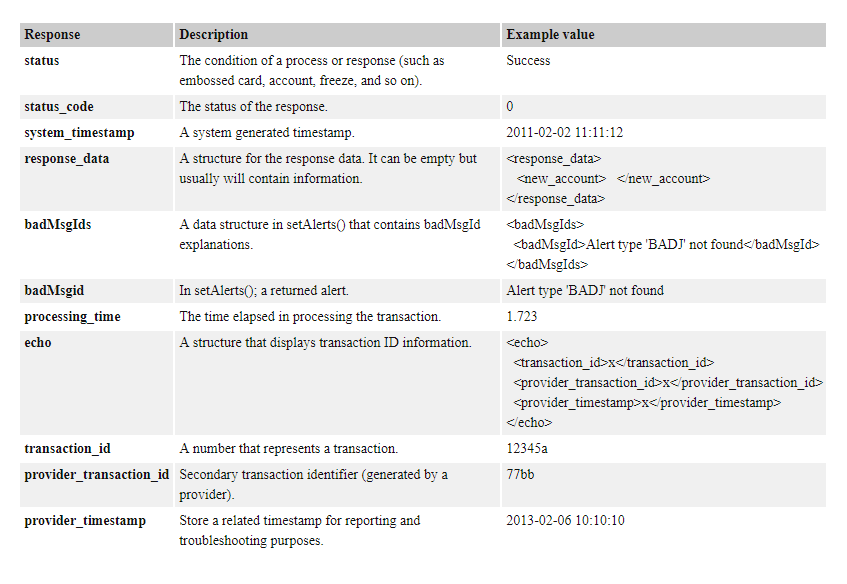 Response Description Example value
status The condition of a process or response (such as Success
embossed card, account, freeze, and so on).
status_code The status of the response. 0
system_timestamp A system generated timestamp. 2011-02-02 11:11:12
response_data A structure for the response data. It can be empty but <response_data>
usually will contain information. <new_account> </new_account>
</response_data>
badMsgIds A data structure in setAlerts() that contains badMsgId <badMsgIds>
explanations. <badMsgId>Alert type 'BADJ' not found</badMsgId>
</badMsgIds>
badMsgid In setAlerts(); a returned alert. Alert type 'BADJ' not found
processing_time The time elapsed in processing the transaction. 1.723
echo A structure that displays transaction ID information. <echo>
<transaction_id>x</transaction_id>
<provider_transaction_id>x</provider_transaction_id>
<provider_timestamp>x</provider_timestamp>
</echo>
transaction_id A number that represents a transaction. 12345a
provider_transaction_id Secondary transaction identifier (generated by a 77bb
provider).
provider_timestamp Store a related timestamp for reporting and 2013-02-06 10:10:10
troubleshooting purposes.